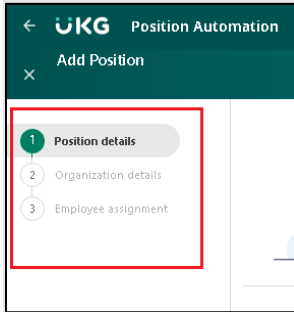 UKG Position Automation
Add Position
1 Position details
2 Organization details
3 Employee assignment